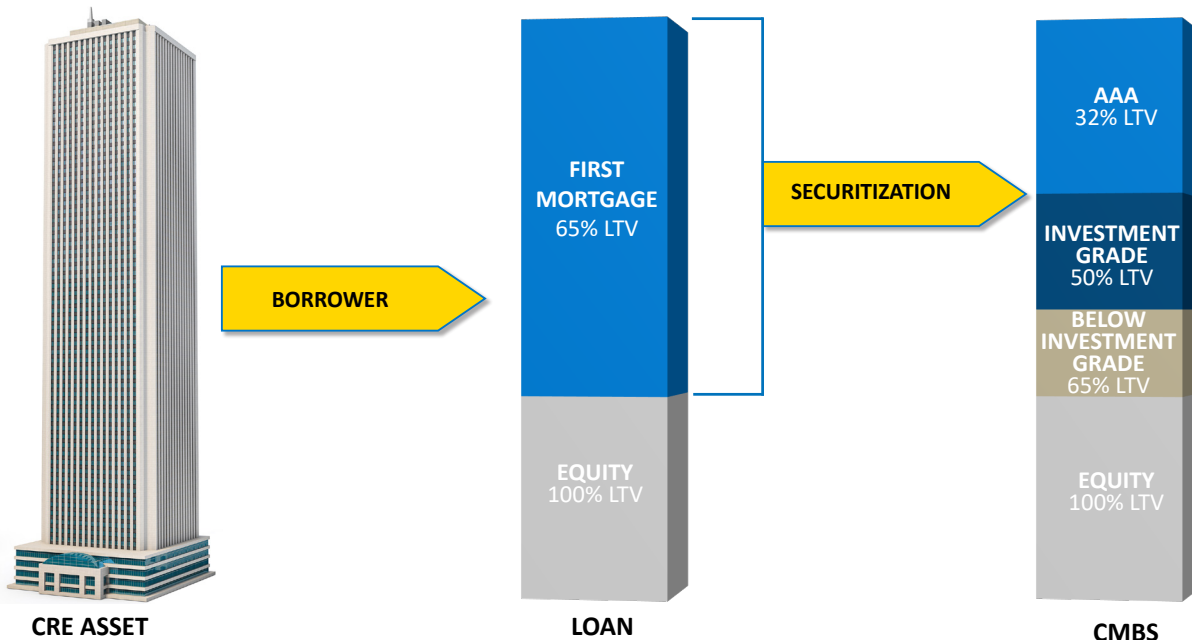 BORROWER
CRE ASSET
FIRST
MORTGAGE
65% LTV
EQUITY
100% LTV
LOAN
SECURITIZATION
AAA
32% LTV
INVESTMENT
GRADE
50% LTV
BELOW
INVESTMENT
GRADE
65% LTV
EQUITY
100% LTV
CMBS